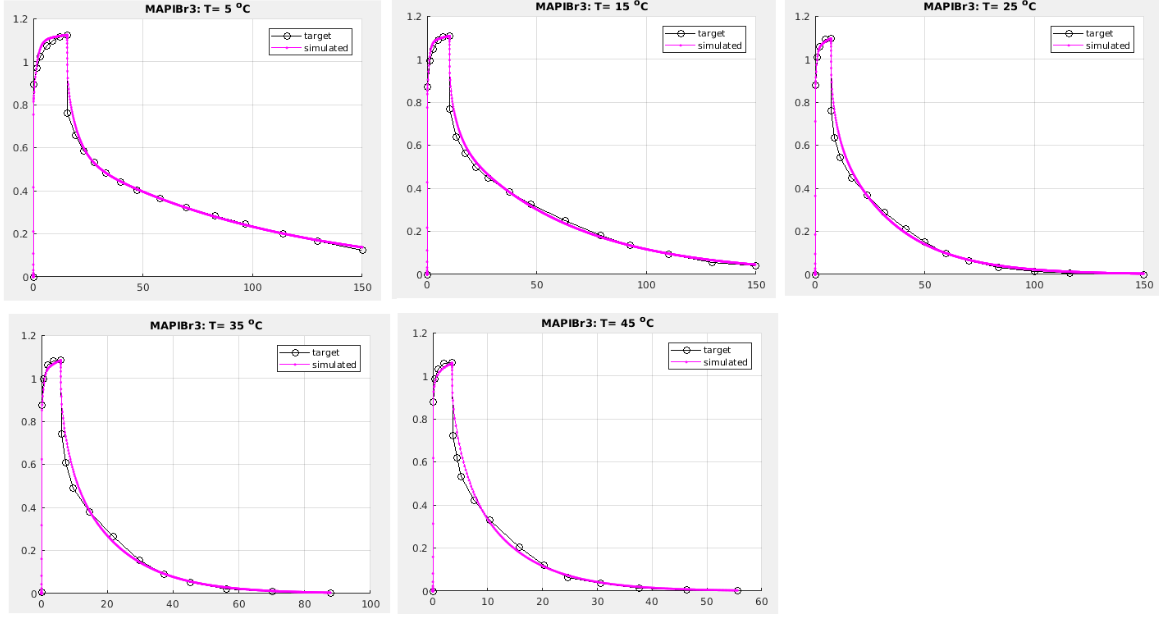 MAPIBr3: T= 5 °C
1.2
1
0.8
0.6
0.4
0.2
0
0 50 100 150
target
simulated
MAPIBr3: T= 15 °C
1.2
1
0.8
0.6
0.4
0.2
0
0 50 100 150
target
simulated
MAPIBr3: T= 25 °C
1.2
1
0.8
0.6
0.4
0.2
0
0 50 100 150
target
simulated
MAPIBr3: T= 35 °C
1.2
1
0.8
0.6
0.4
0.2
0
0 20 40 60 80 100
target
simulated
MAPIBr3: T= 45 °C
1.2
1
0.8
0.6
0.4
0.2
0
0 10 20 30 40 50 60
target
simulated